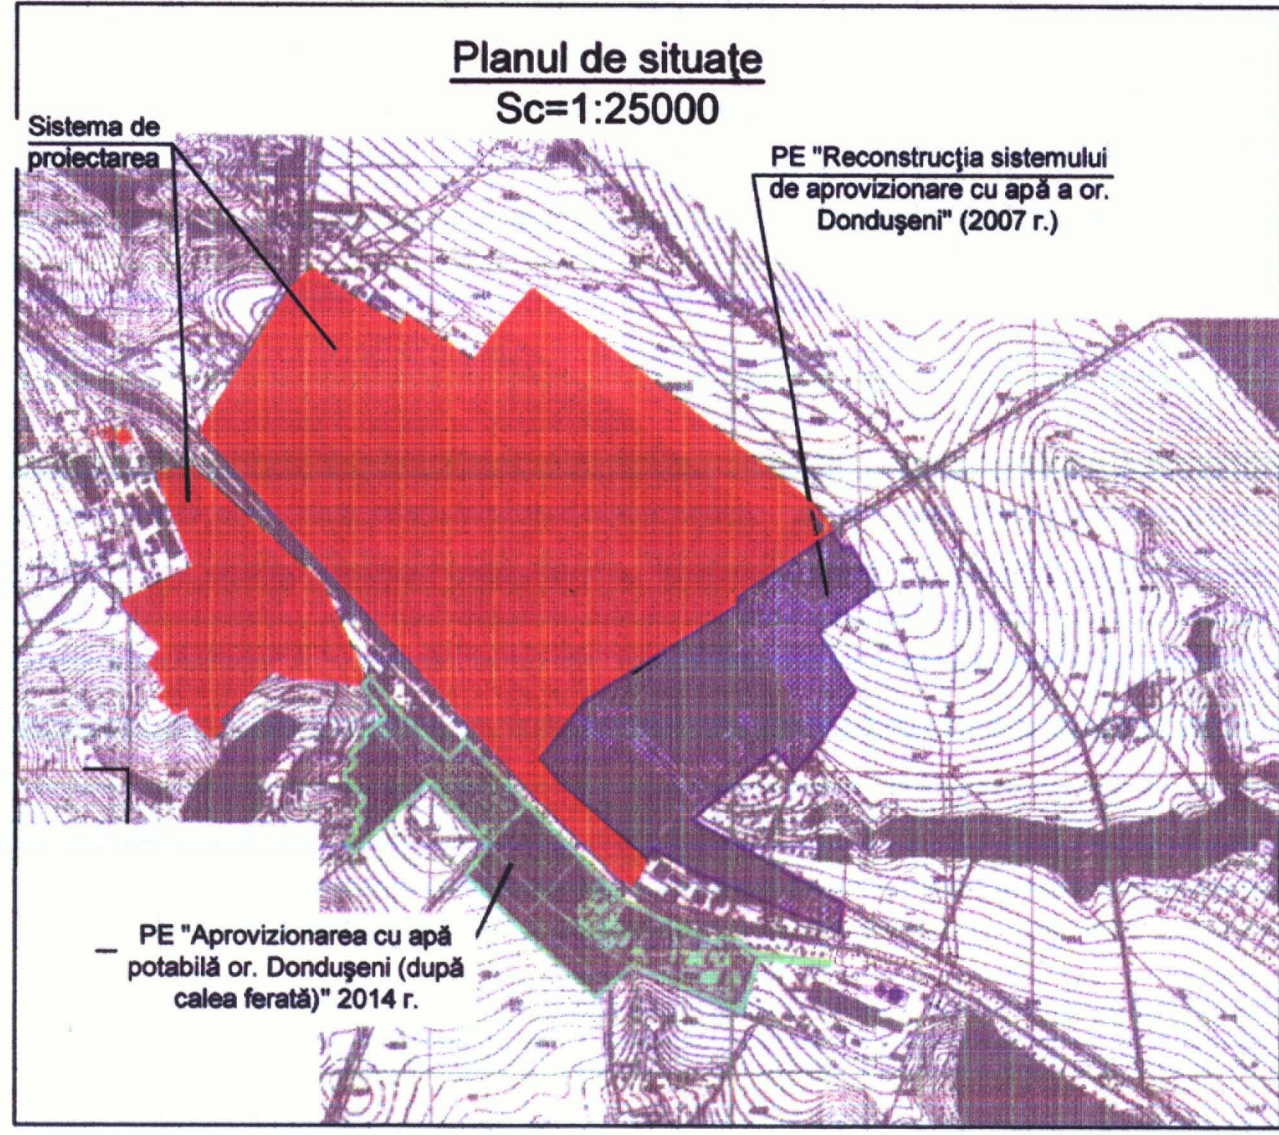 Planul de situaţe
Sc=1:25000
Sistema de
proiectarea
PE "Reconstrucţia sistemului
de aprovizionare cu apă a or.
Donduşeni" (2007 r.)
PE "Aprovizionarea cu apă
potabilă or. Donduşeni (după
calea ferată)" 2014 r.